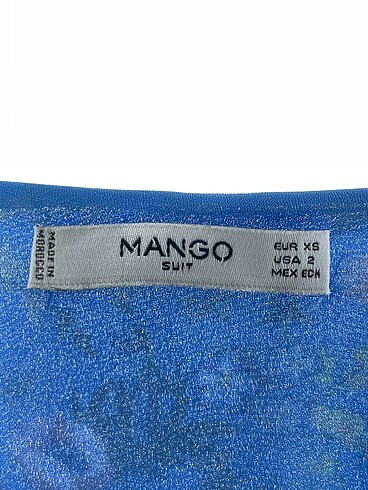 MADE IN
MOROCCO
MANGO
SUIT
EUR XS
USA 2
MEX ECH